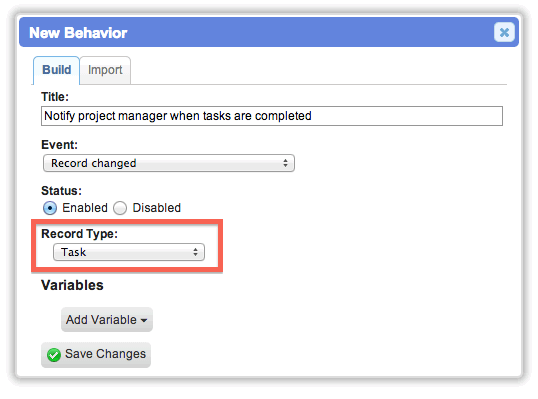 New Behavior
Build Import
Title:
Notify project manager when tasks are completed
Event:
Record changed
Status:
Enabled Disabled
Record Type:
Task
Variables
Add Variable
Save Changes